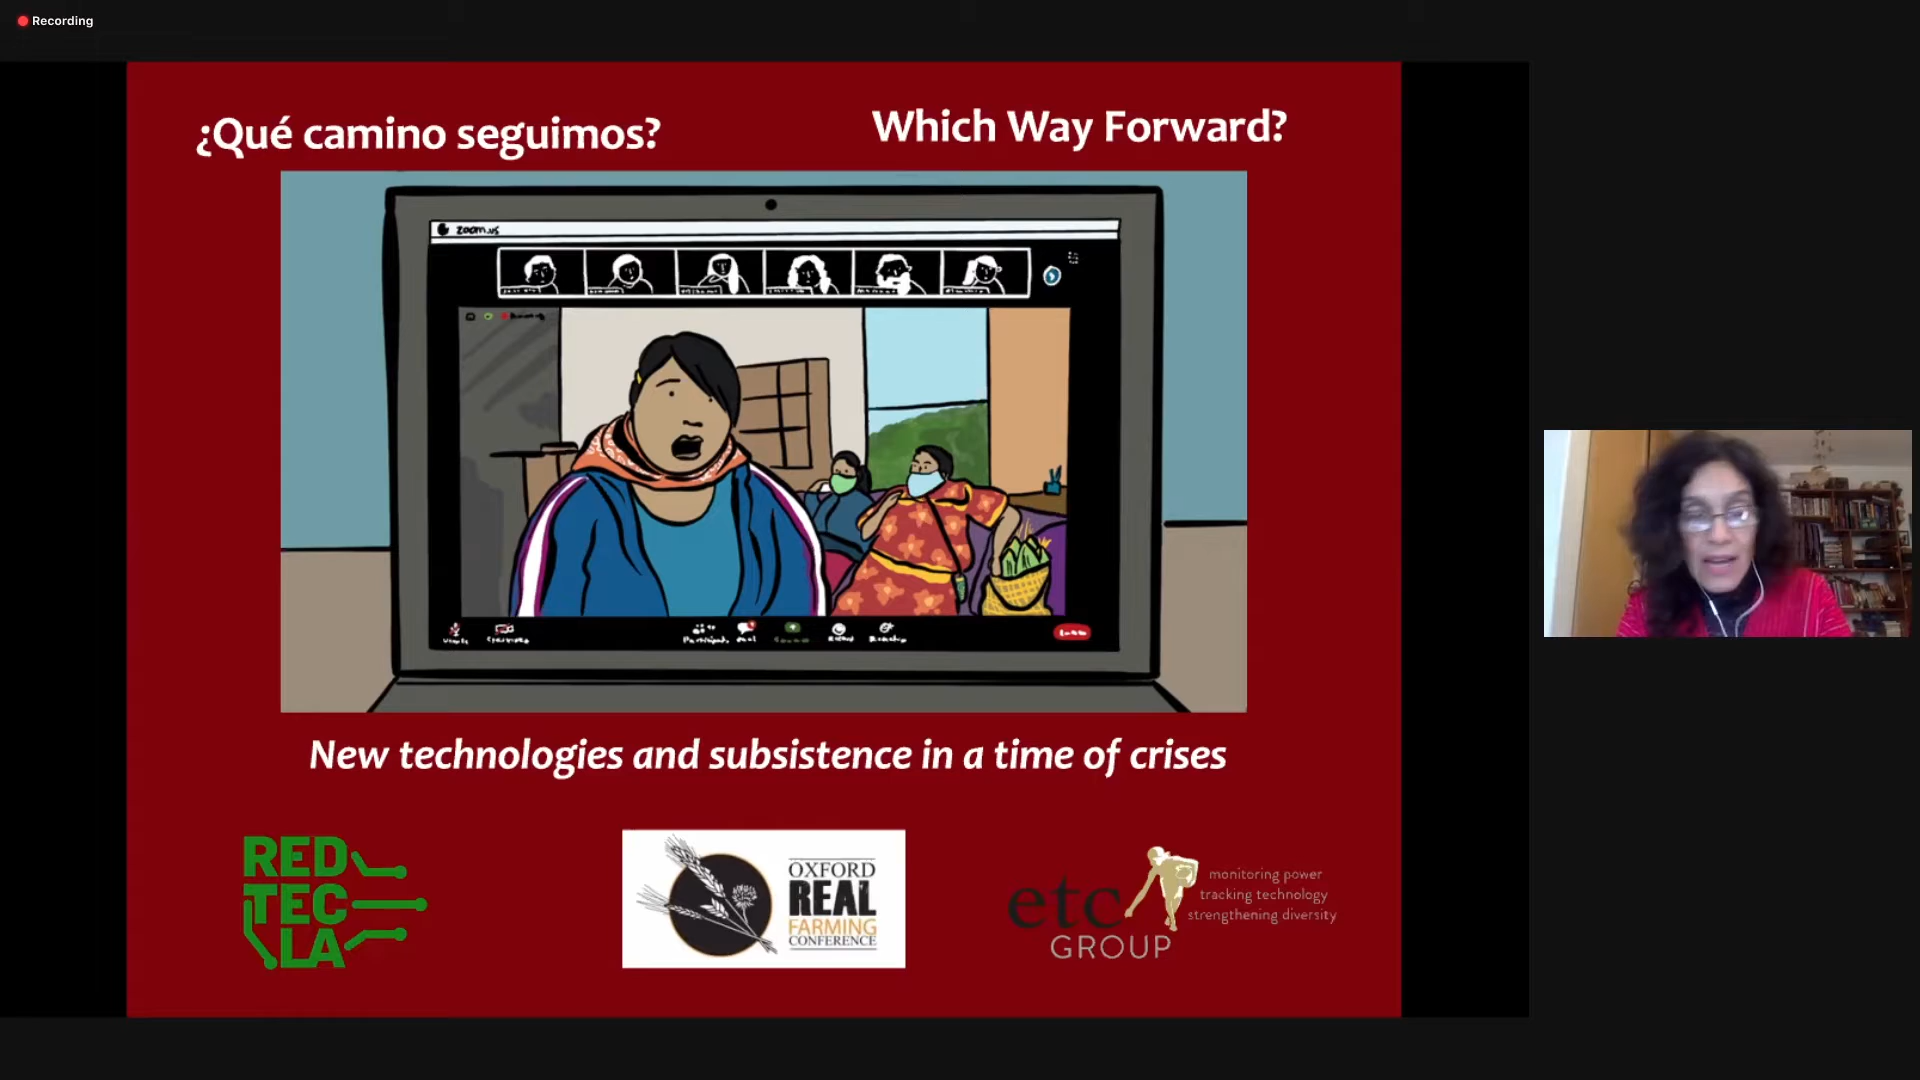 Recording
¿Qué camino seguimos?
Which Way Forward?
zoom.us
New technologies and subsistence in a time of crises
RED
TEC
LA
OXFORD
REAL
FARMING
CONFERENCE
etc
GROUP
monitoring power
tracking technology
strengthening diversity